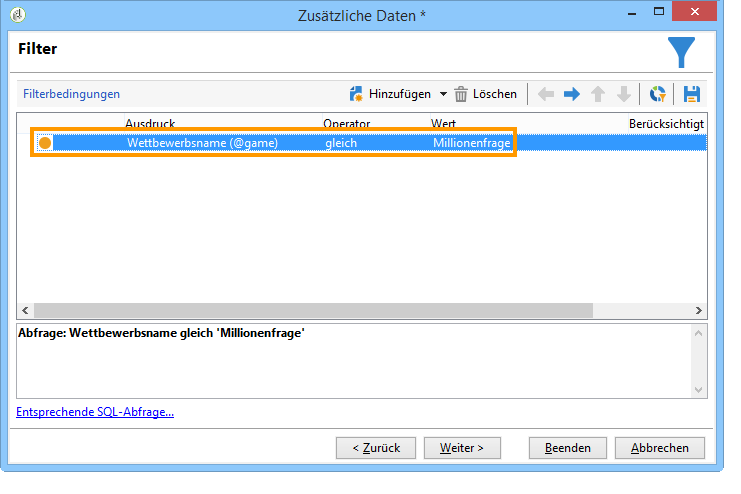 Zusätzliche Daten *
Filter
Filterbedingungen Hinzufügen Löschen
Ausdruck Operator Wert Berücksichtigt
Wettbewerbsname (@game) gleich Millionenfrage
Abfrage: Wettbewerbsname gleich 'Millionenfrage'
Entsprechende SQL-Abfrage...
< Zurück Weiter > Beenden Abbrechen